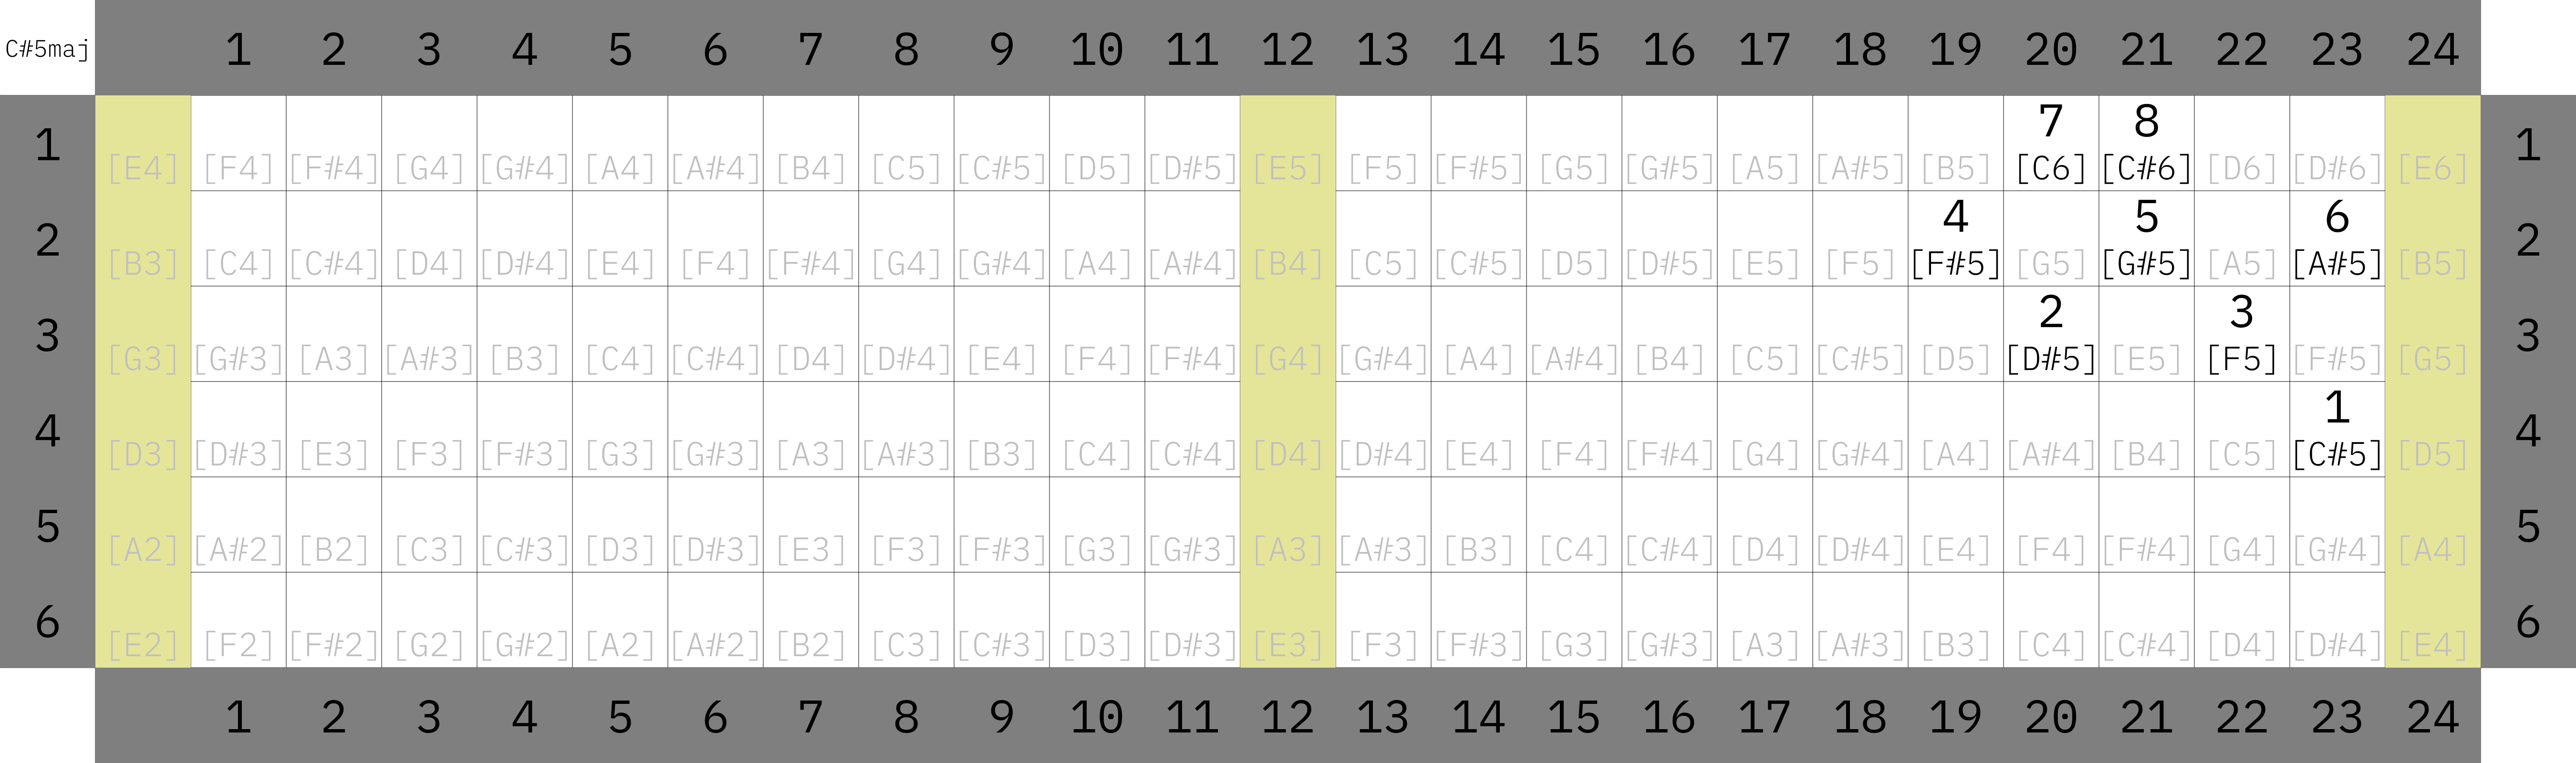 C#5maj 1 2 3 4 5 6 7 8 9 10 11 12 13 14 15 16 17 18 19 20 21 22 23 24
7 8
1 [E4] [F4] [F#4] [G4] [G#4] [A4] [A#4] [B4] [C5] [C#5] [D5] [D#5] [E5] [F5] [F#5] [G5] [G#5] [A5] [A#5] [B5] [C6] [C#6] [D6] [D#6] [E6] 1
4 5 6
2 [B3] [C4] [C#4] [D4] [D#4] [E4] [F4] [F#4] [G4] [G#4] [A4] [A#4] [B4] [C5] [C#5] [D5] [D#5] [E5] [F5] [F#5] [G5] [G#5] [A5] [A#5] [B5] 2
2 3
3 [G3] [G#3] [A3] [A#3] [B3] [C4] [C#4] [D4] [D#4] [E4] [F4] [F#4] [G4] [G#4] [A4] [A#4] [B4] [C5] [C#5] [D5] [D#5] [E5] [F5] [F#5] [G5] 3
1
4 [D3] [D#3] [E3] [F3] [F#3] [G3] [G#3] [A3] [A#3] [B3] [C4] [C#4] [D4] [D#4] [E4] [F4] [F#4] [G4] [G#4] [A4] [A#4] [B4] [C5] [C#5] [D5] 4
5 [A2] [A#2] [B2] [C3] [C#3] [D3] [D#3] [E3] [F3] [F#3] [G3] [G#3] [A3] [A#3] [B3] [C4] [C#4] [D4] [D#4] [E4] [F4] [F#4] [G4] [G#4] [A4] 5
6 [E2] [F2] [F#2] [G2] [G#2] [A2] [A#2] [B2] [C3] [C#3] [D3] [D#3] [E3] [F3] [F#3] [G3] [G#3] [A3] [A#3] [B3] [C4] [C#4] [D4] [D#4] [E4] 6
1 2 3 4 5 6 7 8 9 10 11 12 13 14 15 16 17 18 19 20 21 22 23 24